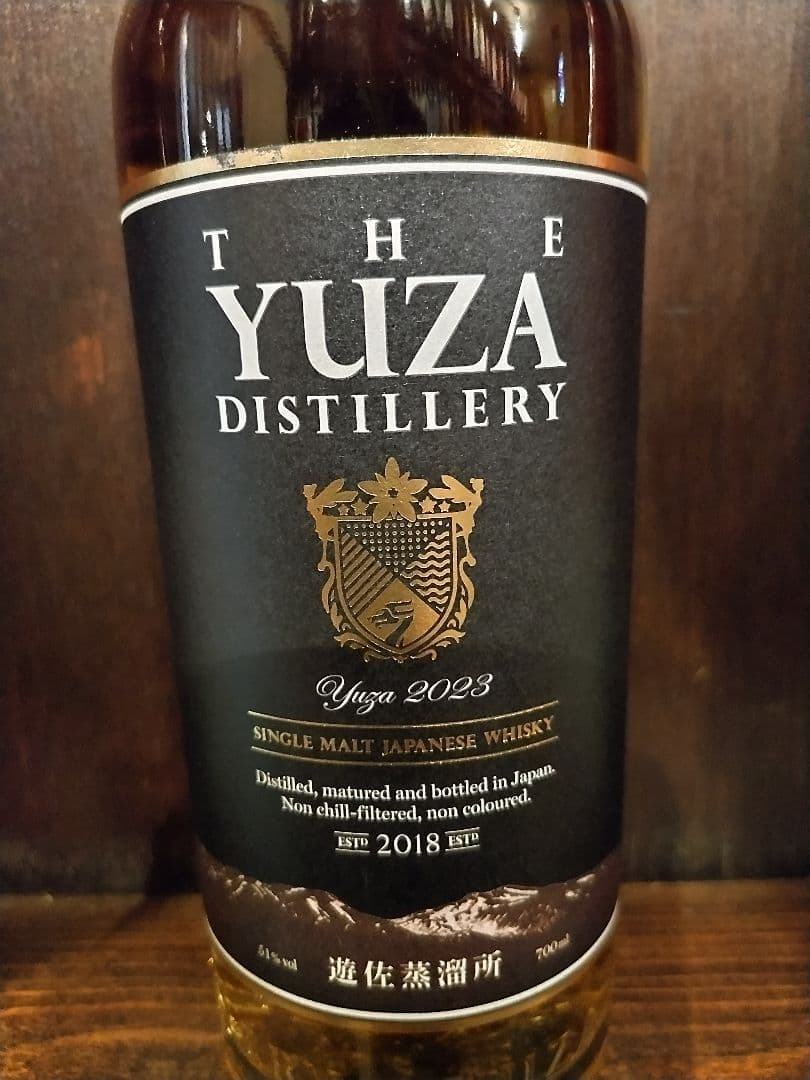 THE
YUZA
DISTILLERY
Yuza 2023
SINGLE MALT JAPANESE WHISKY
Distilled, matured and bottled in Japan.
Non chill-filtered, non coloured.
ESTD 2018 ESTD
51% vol 遊佐蒸溜所 700ml